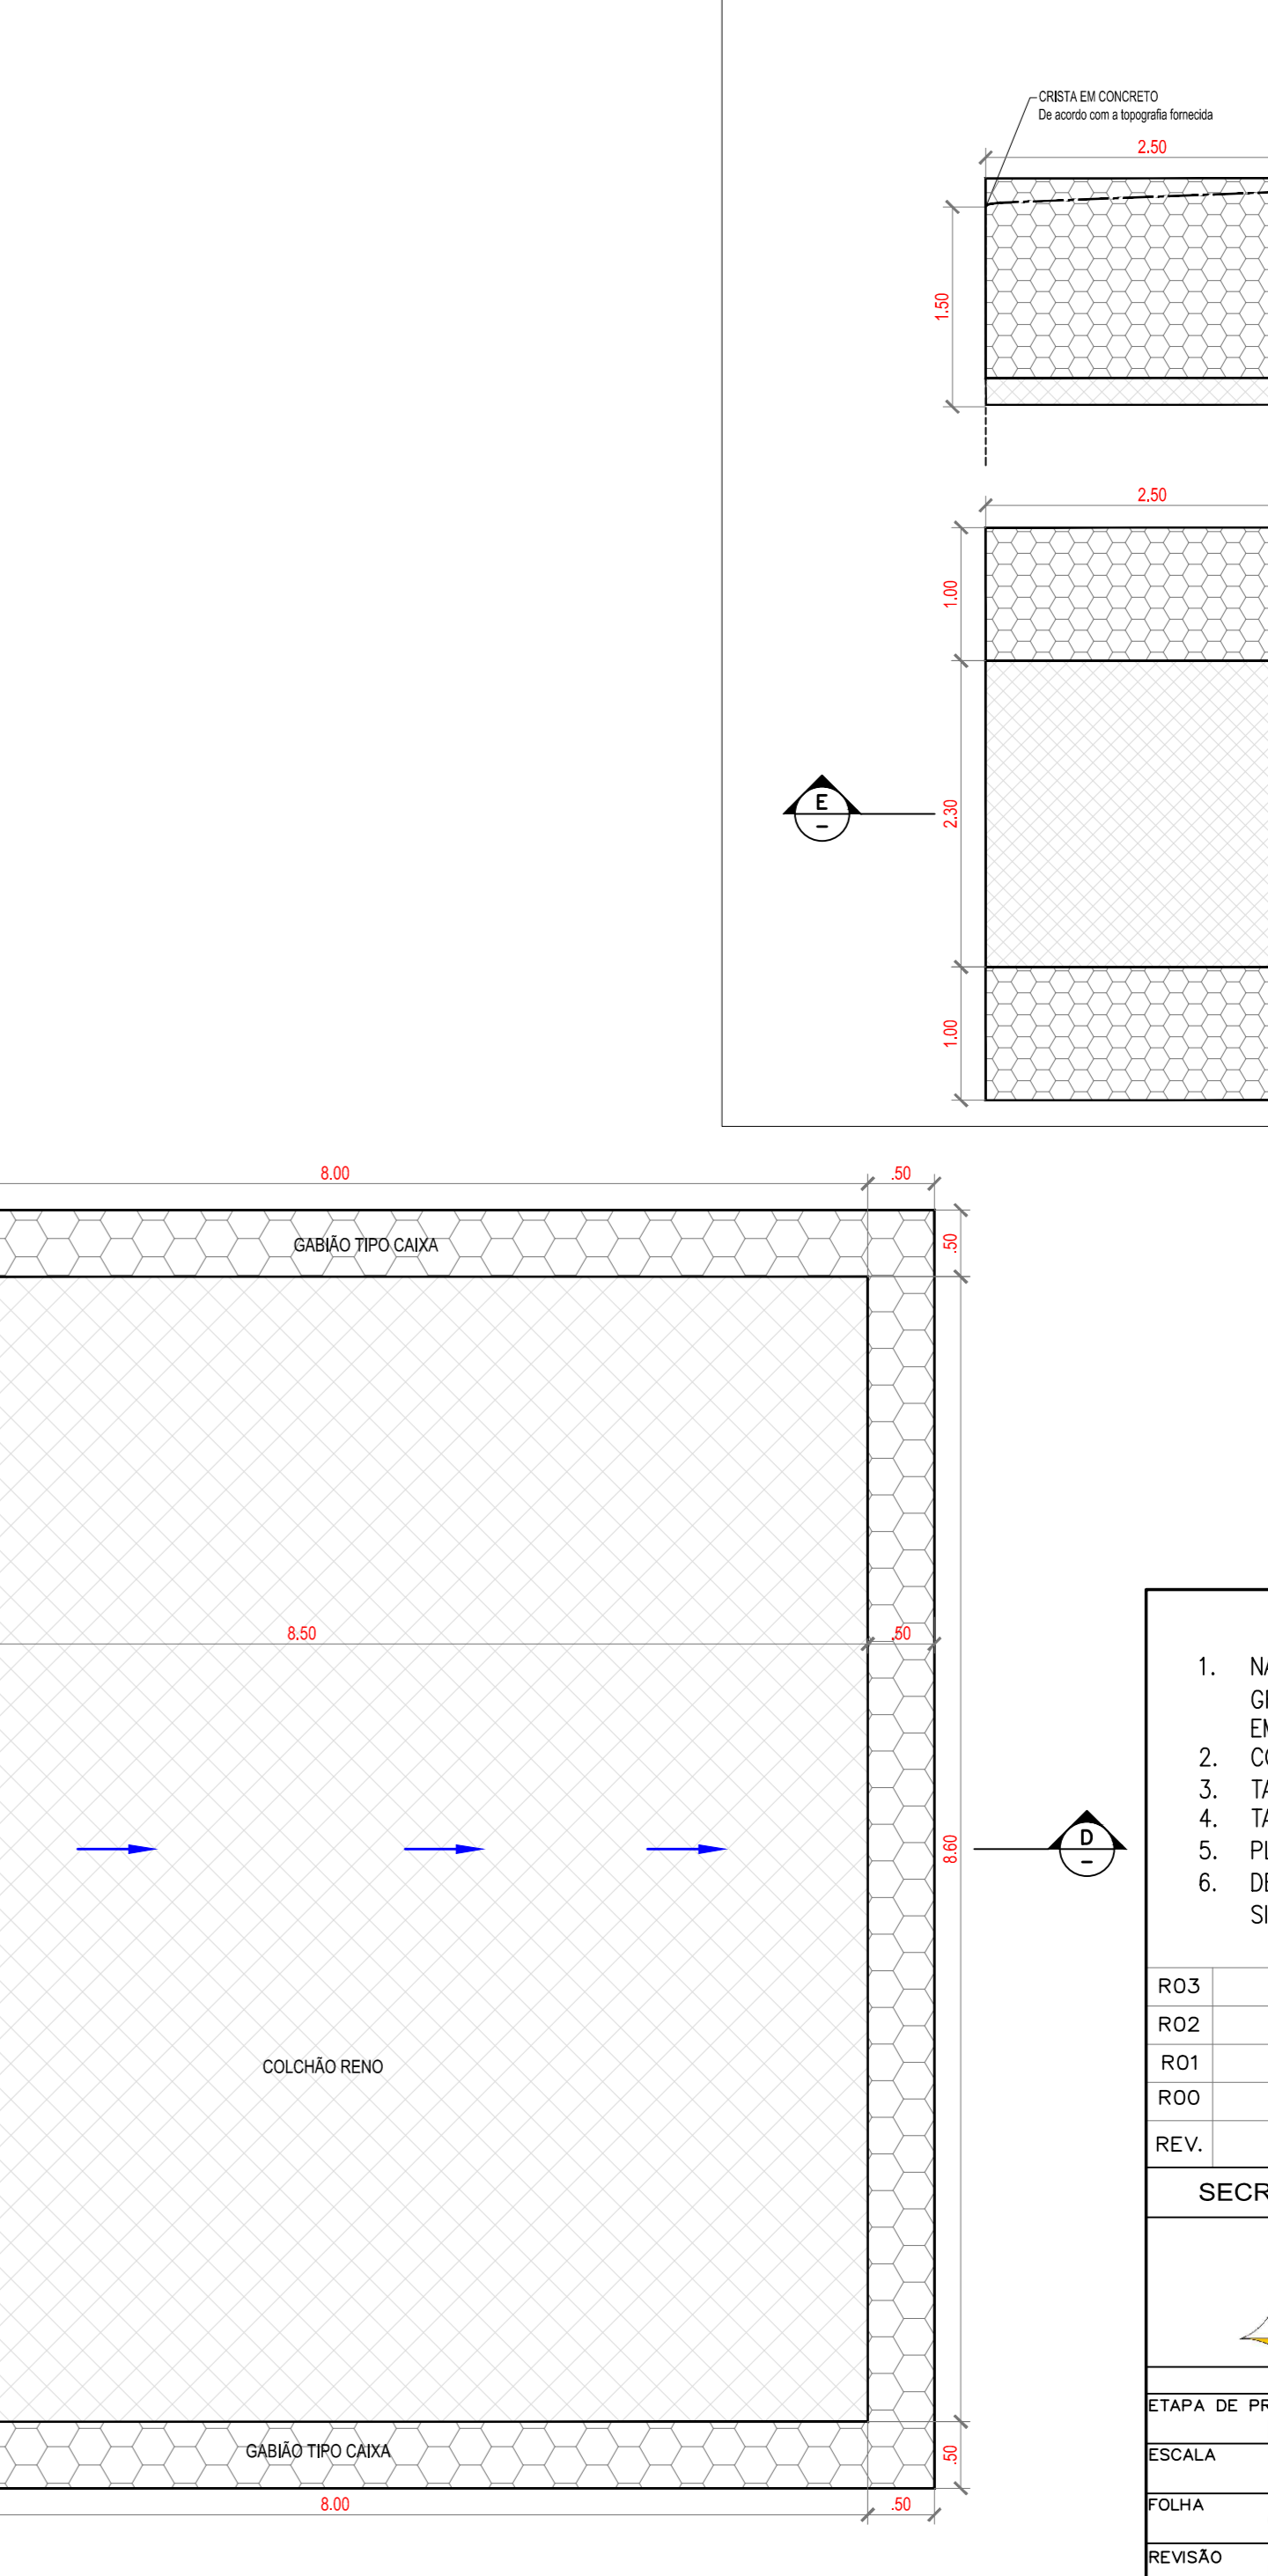 CRISTA EM CONCRETO
De acordo com a topografia fornecida
2.50
1.50
2.50
1.00
2.30
E
-
1.00
8.00
.50
GABIÃO TIPO CAIXA
.50
8.50
.50
8.60
D
-
COLCHÃO RENO
GABIÃO TIPO CAIXA
.50
8.00
.50
1.
2.
3.
4.
5.
6.
R03
R02
R01
R00
REV.
ETAPA DE
ESCALA
FOLHA
REVISÃO